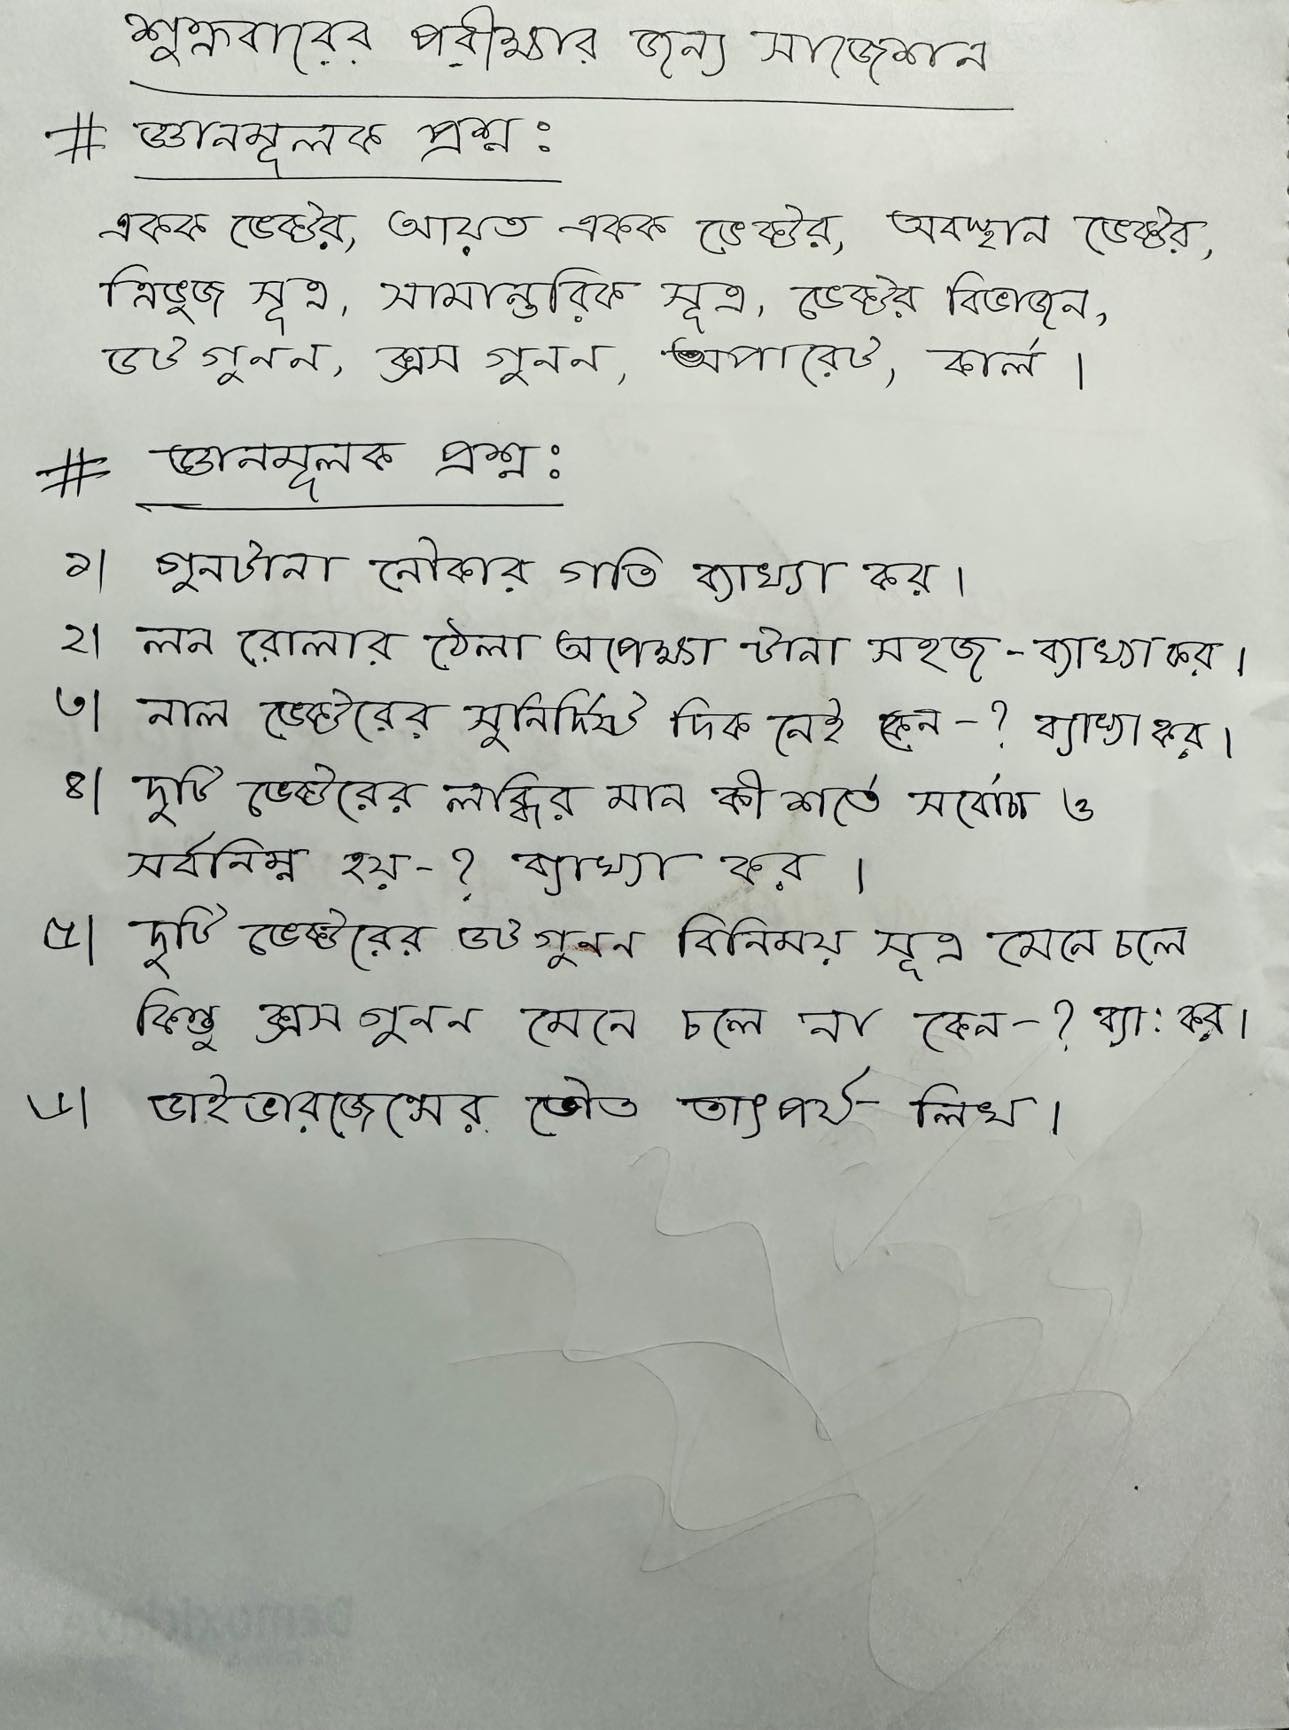 শুক্রবারের পরীক্ষার জন্য সাজেশান
# জ্ঞানমূলক প্রশ্ন :
একক ভেক্টর, আয়ত একক ভেক্টর, অবস্থান ভেক্টর,
ত্রিভুজ সূত্র, সামান্তরিক সূত্র, ভেক্টর বিভাজন,
ডট গুনন, ক্রস গুনন, অপারেট, কার্ল ।
# জ্ঞানমূলক প্রশ্ন :
১। গুনটানা নৌকার গতি ব্যাখ্যা কর ।
২। লন রোলার ঠেলা অপেক্ষা টানা সহজ - ব্যাখ্যা কর ।
৩। নাল ভেক্টরের সুনির্দিষ্ট দিক নেই কেন -? ব্যাখ্যা কর ।
৪। দুটি ভেক্টরের লব্ধির মান কী শর্তে সর্বোচ্চ ও
সর্বনিম্ন হয় -? ব্যাখ্যা কর ।
৫। দুটি ভেক্টরের ডট গুনন বিনিময় সূত্র মেনে চলে
কিন্তু ক্রস গুনন মেনে চলে না কেন -? ব্যা : কর ।
৬। ডাইভারজেন্সের ভৌত তাৎপর্য লিখ ।